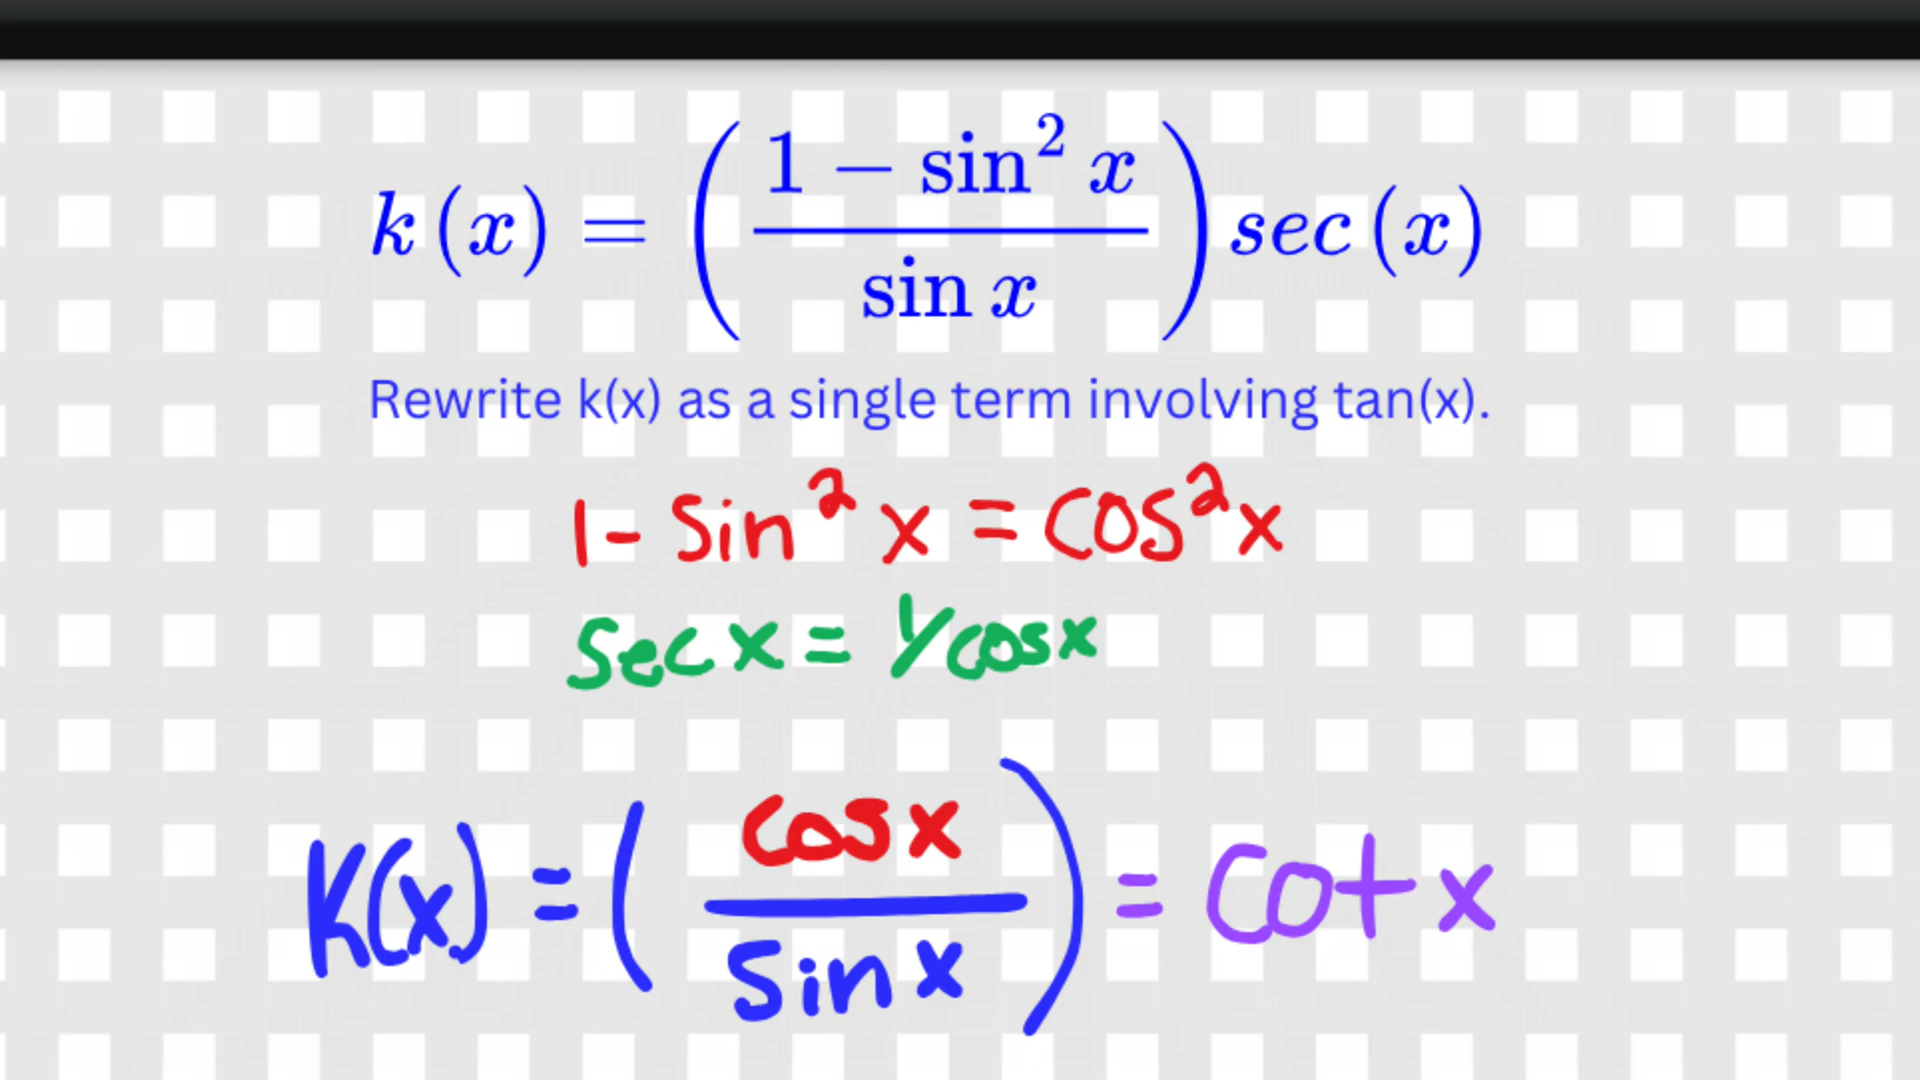 k(x) = ((1 − sin² x)/(sin x)) sec(x)
Rewrite k(x) as a single term involving tan(x).
1 - sin² x = cos² x
sec x = 1/cos x
K(x) = (cos x/sin x) = cot x